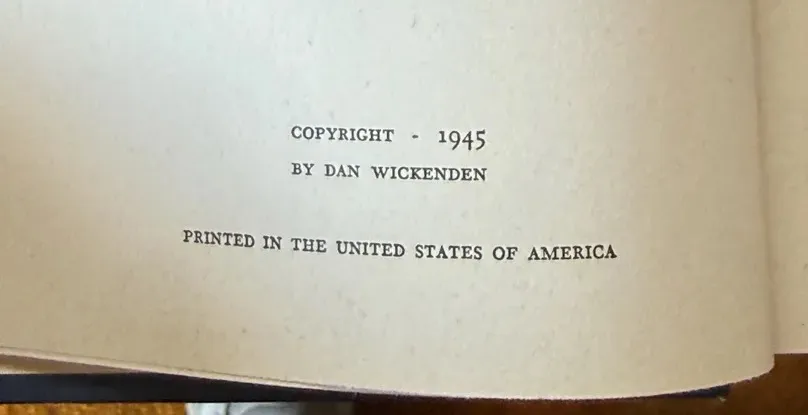 COPYRIGHT - 1945
BY DAN WICKENDEN
PRINTED IN THE UNITED STATES OF AMERICA